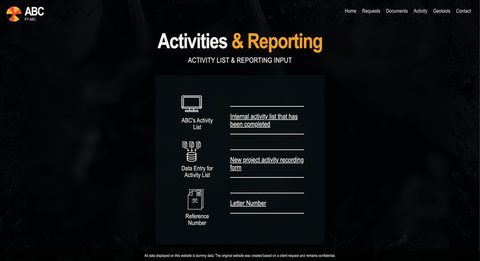 ABC
PT ABC
Home Requests Documents Activity Geotools Contact
Activities & Reporting
ACTIVITY LIST & REPORTING INPUT
ABC's Activity
List
Internal activity list that has
been completed
Data Entry for
Activity List
New project activity recording
form
Reference
Number
Letter Number
All data displayed on this website is dummy data. The original website was created based on a client request and remains confidential.